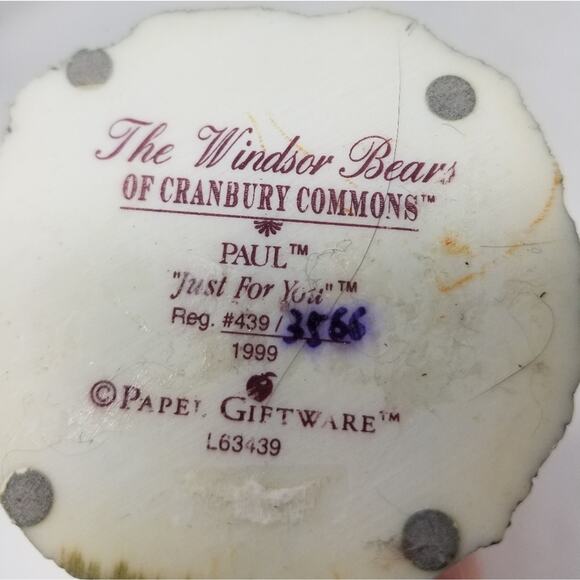 The Windsor Bears
OF CRANBURY COMMONS™
PAUL™
"Just For You"™
Reg. #439/3566
1999
©PAPEL GIFTWARE™
L63439